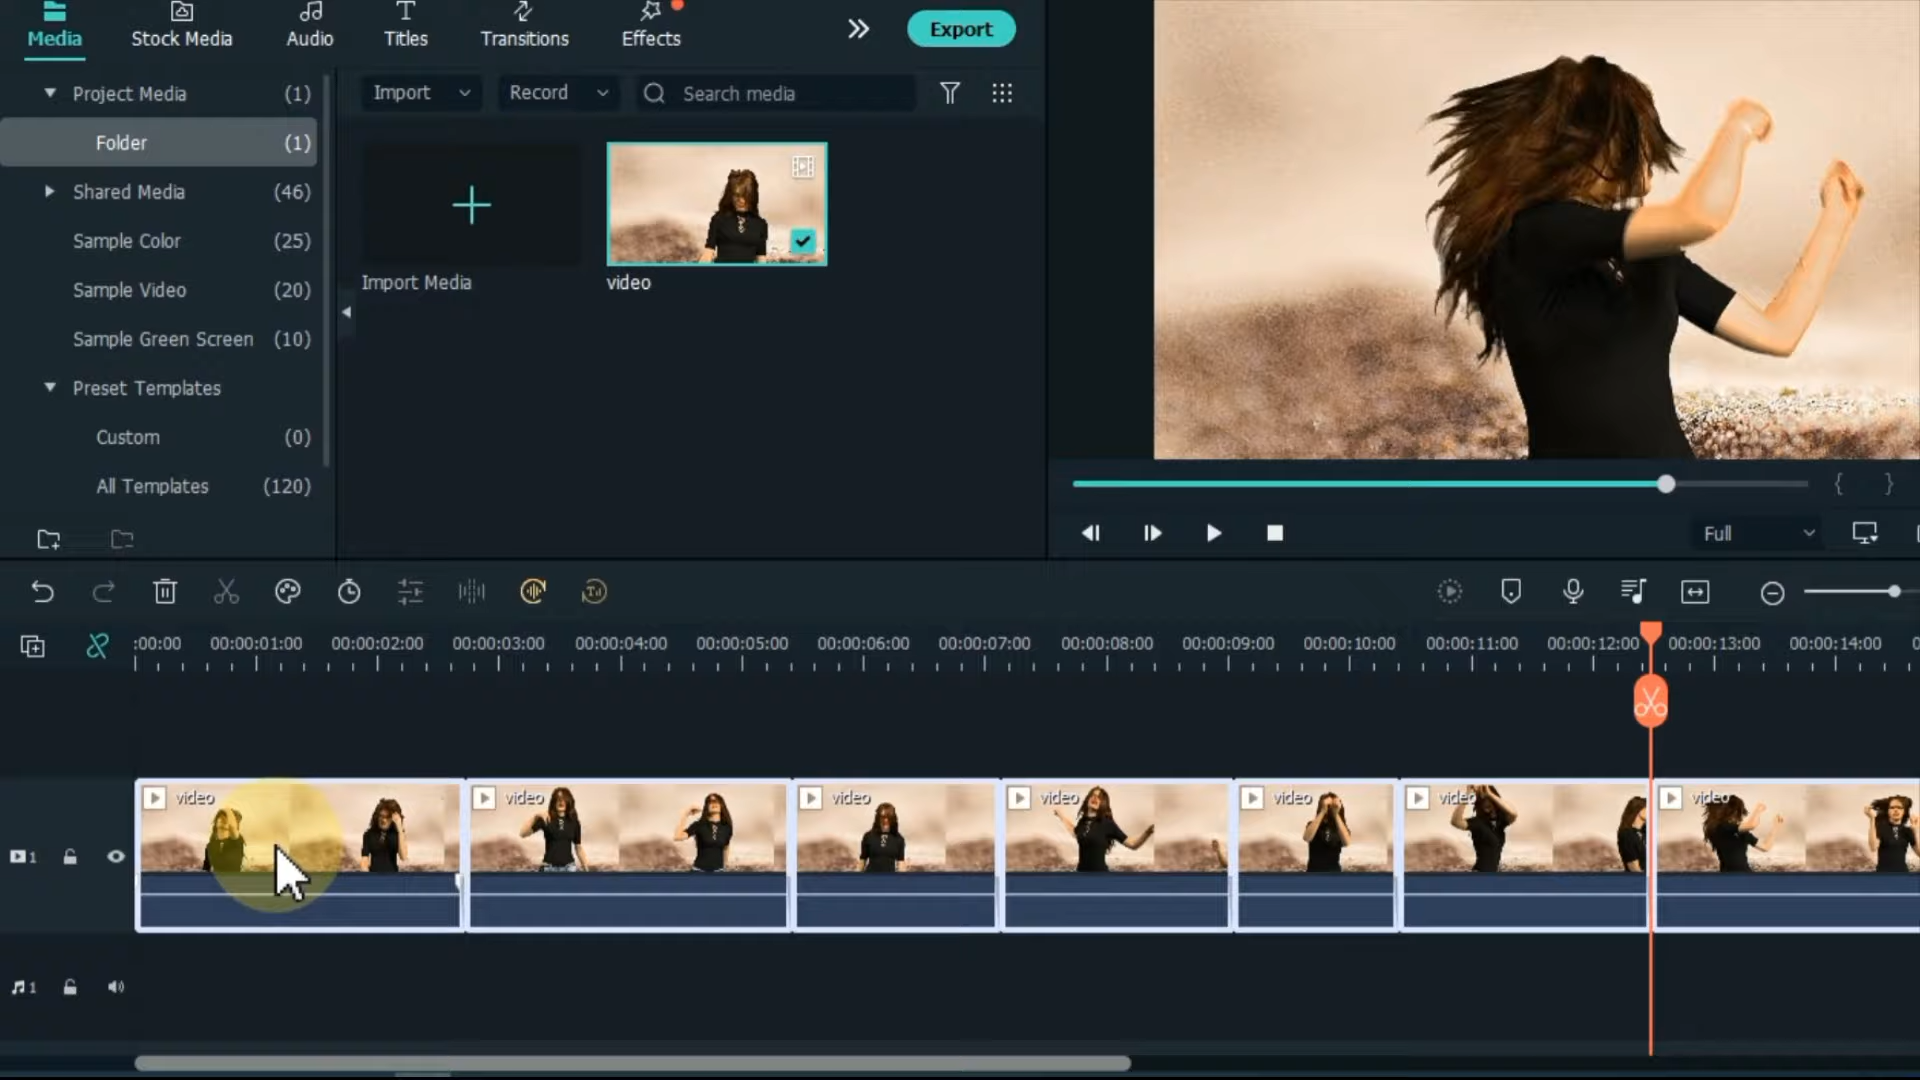 Media Stock Media Audio Titles Transitions Effects Export
Project Media (1)
Import Record Search media
Folder (1)
Shared Media (46)
Sample Color (25)
Import Media video
Sample Video (20)
Sample Green Screen (10)
Preset Templates
Custom (0)
All Templates (120)
{ }
Full
:00:00 00:00:01:00 00:00:02:00 00:00:03:00 00:00:04:00 00:00:05:00 00:00:06:00 00:00:07:00 00:00:08:00 00:00:09:00 00:00:10:00 00:00:11:00 00:00:12:00 00:00:13:00 00:00:14:00 0
video video video video video video video
1
1